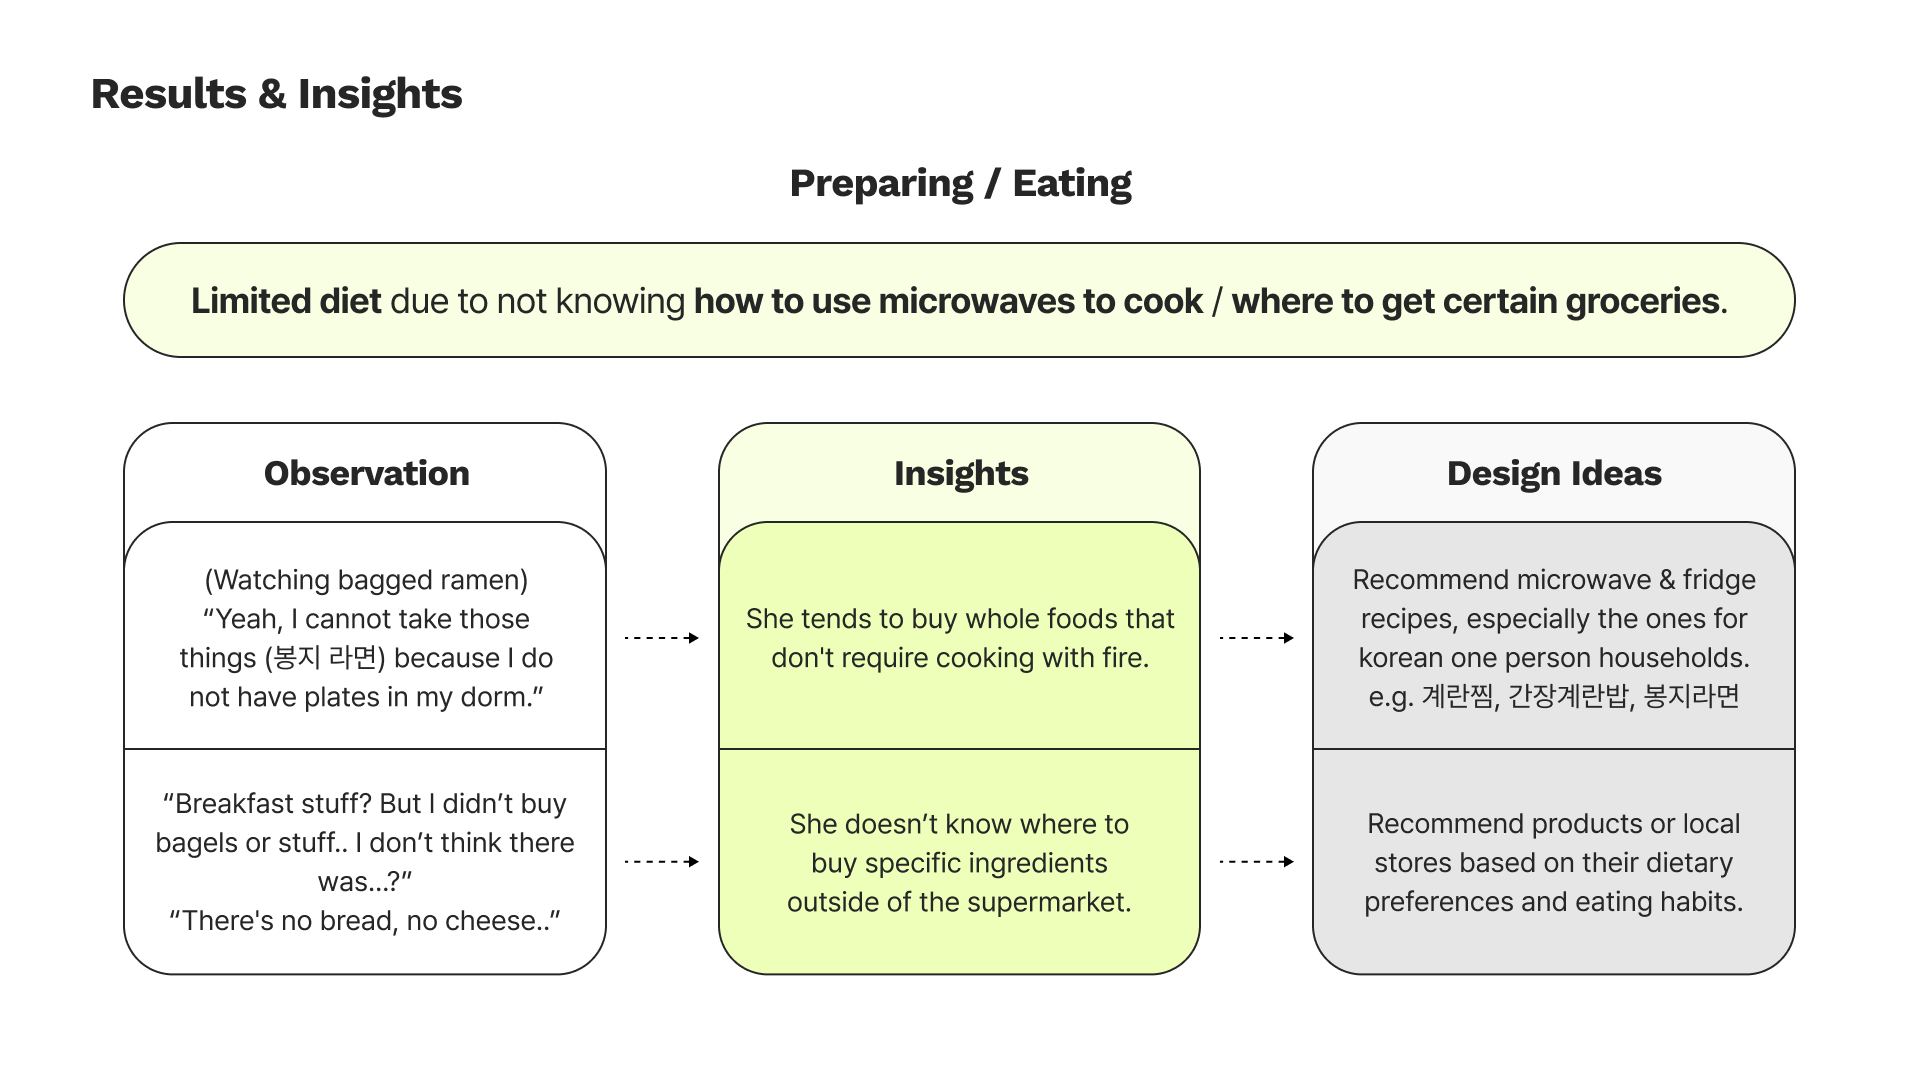 Results & Insights
Preparing / Eating
Limited diet due to not knowing how to use microwaves to cook / where to get certain groceries.
Observation
(Watching bagged ramen)
“Yeah, I cannot take those
things (봉지 라면) because I do
not have plates in my dorm.”
“Breakfast stuff? But I didn’t buy
bagels or stuff.. I don’t think there
was...?”
“There's no bread, no cheese..”
Insights
She tends to buy whole foods that
don't require cooking with fire.
She doesn’t know where to
buy specific ingredients
outside of the supermarket.
Design Ideas
Recommend microwave & fridge
recipes, especially the ones for
korean one person households.
e.g. 계란찜, 간장계란밥, 봉지라면
Recommend products or local
stores based on their dietary
preferences and eating habits.